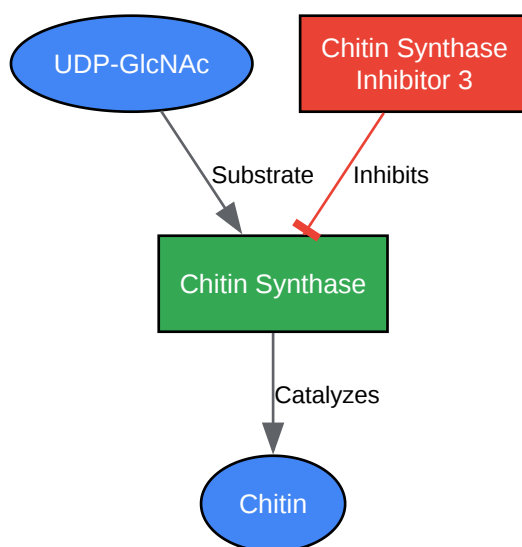 UDP-GlcNAc
Chitin Synthase
Inhibitor 3
Substrate
Inhibits
Chitin Synthase
Catalyzes
Chitin